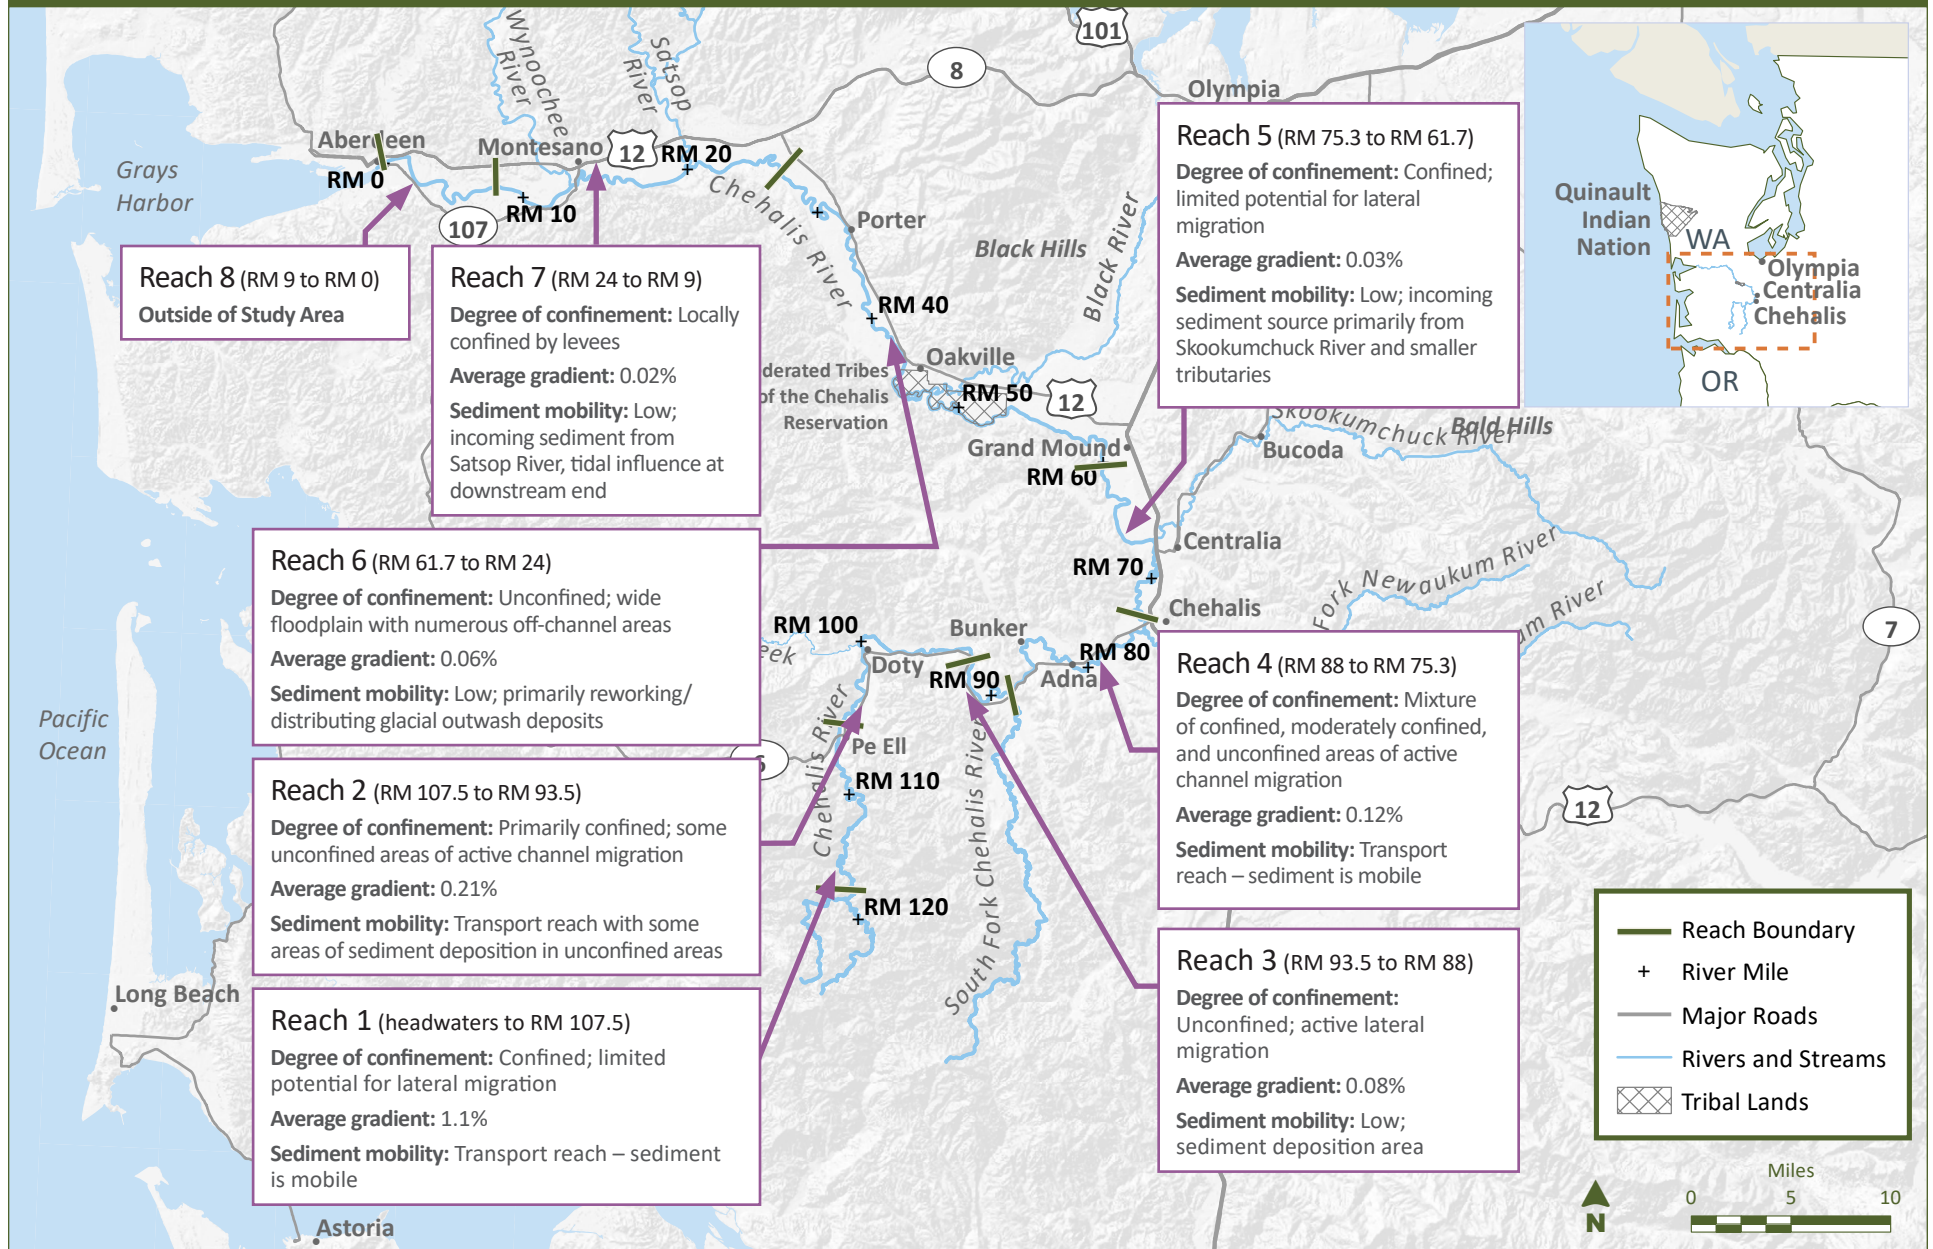 101
8
Wynoochee
River
Satsop
River
Olympia
Aberdeen
Montesano
12
RM 20
RM 0
RM 10
107
Grays
Harbor
Chehalis River
Porter
Black Hills
Black River
RM 40
Oakville
derated Tribes
of the Chehalis
Reservation
RM 50
12
Grand Mound
RM 60
Skookumchuck River
Bald Hills
Bucoda
Centralia
RM 70
Chehalis
Fork Newaukum River
um River
7
RM 100
eek
Doty
Bunker
RM 90
Adna
RM 80
Chehalis River
Pe Ell
6
RM 110
RM 120
South Fork Chehalis River
12
Pacific
Ocean
Long Beach
Astoria
Reach 8 (RM 9 to RM 0)
Outside of Study Area
Reach 7 (RM 24 to RM 9)
Degree of confinement: Locally
confined by levees
Average gradient: 0.02%
Sediment mobility: Low;
incoming sediment from
Satsop River, tidal influence at
downstream end
Reach 5 (RM 75.3 to RM 61.7)
Degree of confinement: Confined;
limited potential for lateral
migration
Average gradient: 0.03%
Sediment mobility: Low; incoming
sediment source primarily from
Skookumchuck River and smaller
tributaries
Quinault
Indian
Nation
WA
Olympia
Centralia
Chehalis
OR
Reach 6 (RM 61.7 to RM 24)
Degree of confinement: Unconfined; wide
floodplain with numerous off-channel areas
Average gradient: 0.06%
Sediment mobility: Low; primarily reworking/
distributing glacial outwash deposits
Reach 2 (RM 107.5 to RM 93.5)
Degree of confinement: Primarily confined; some
unconfined areas of active channel migration
Average gradient: 0.21%
Sediment mobility: Transport reach with some
areas of sediment deposition in unconfined areas
Reach 1 (headwaters to RM 107.5)
Degree of confinement: Confined; limited
potential for lateral migration
Average gradient: 1.1%
Sediment mobility: Transport reach – sediment
is mobile
Reach 4 (RM 88 to RM 75.3)
Degree of confinement: Mixture
of confined, moderately confined,
and unconfined areas of active
channel migration
Average gradient: 0.12%
Sediment mobility: Transport
reach – sediment is mobile
Reach 3 (RM 93.5 to RM 88)
Degree of confinement:
Unconfined; active lateral
migration
Average gradient: 0.08%
Sediment mobility: Low;
sediment deposition area
Reach Boundary
River Mile
Major Roads
Rivers and Streams
Tribal Lands
Miles
0 5 10
N